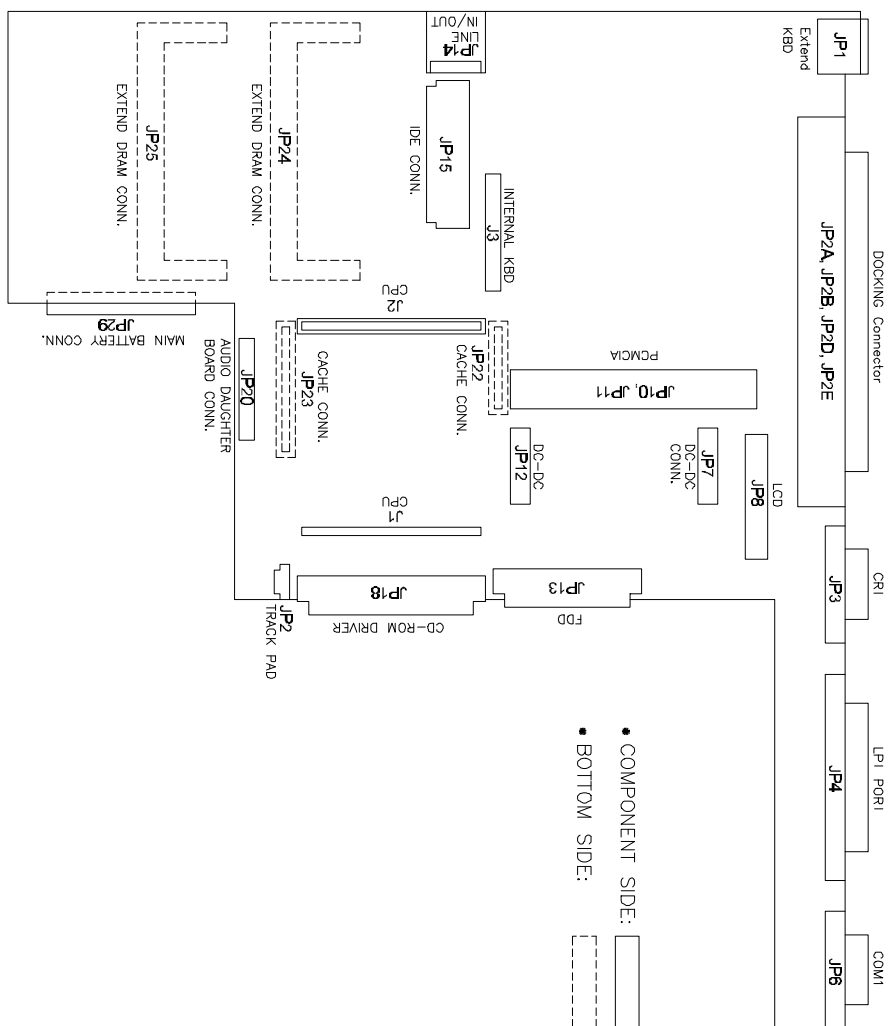 DOCKING Connector
CRI
LPI PORI
COM1
JP1
Extend
KBD
JP2A, JP2B, JP2D, JP2E
JP3
JP4
JP6
LCD
JP8
JP7
DC-DC
CONN.
PCMCIA
JP10, JP11
DC-DC
JP12
LINE
IN/OUT
JP14
JP15
IDE CONN.
INTERNAL KBD
J3
JP22
CACHE CONN.
J2
CPU
CACHE CONN.
JP23
J1
CPU
JP13
FDD
JP18
CD-ROM DRIVER
JP2
TRACK PAD
JP24
EXTEND DRAM CONN.
JP25
EXTEND DRAM CONN.
JP20
AUDIO DAUGHTER
BOARD CONN.
JP29
MAIN BATTERY CONN.
• COMPONENT SIDE:
• BOTTOM SIDE: